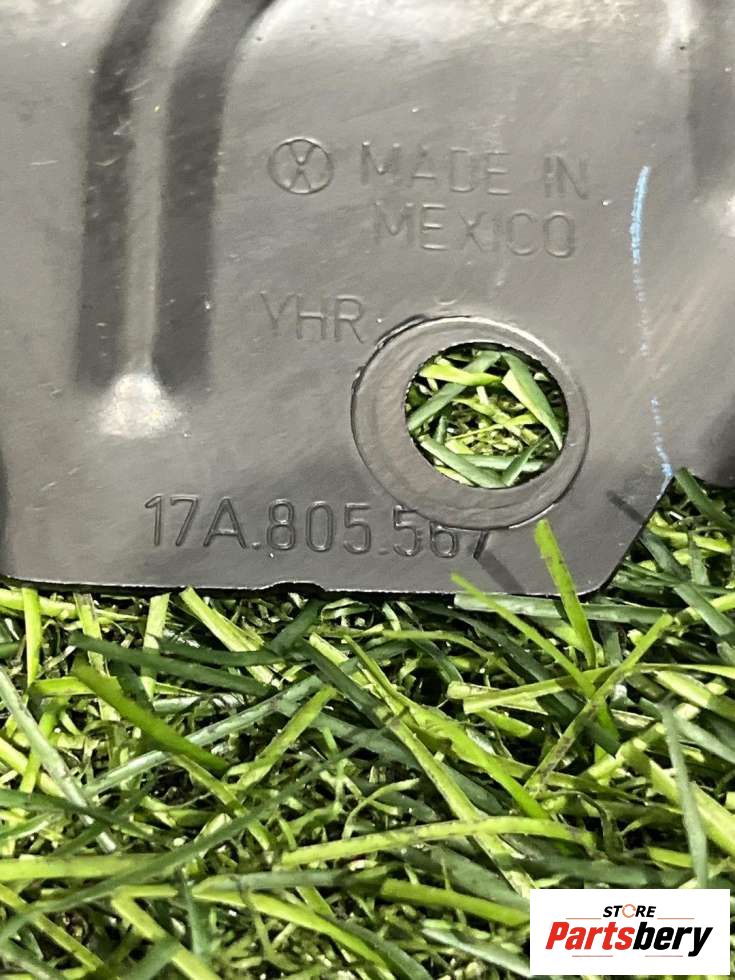 MADE IN
MEXICO
YHR
17A.805.567
STORE
Partsbery